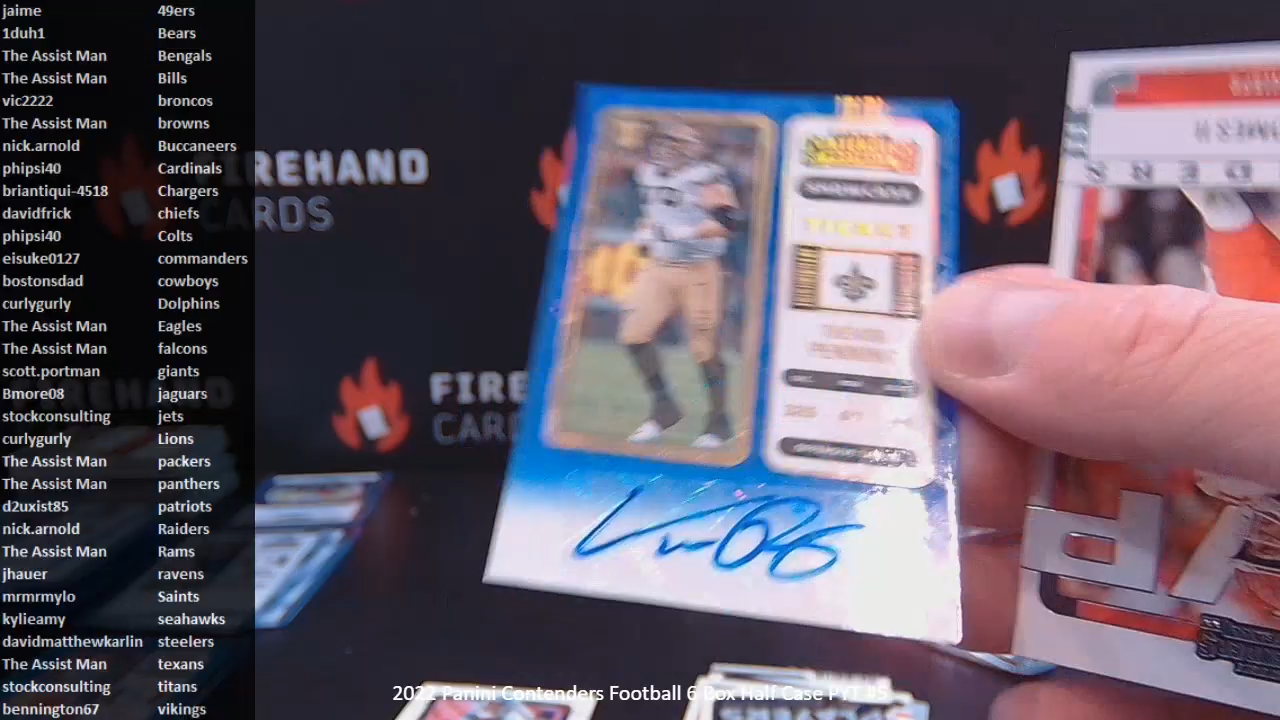 jaime 49ers
1duh1 Bears
The Assist Man Bengals
The Assist Man Bills
vic2222 broncos
The Assist Man browns
nick.arnold Buccaneers
phipsi40 Cardinals
briantiqui-4518 Chargers
davidfrick chiefs
phipsi40 Colts
eisuke0127 commanders
bostonsdad cowboys
curlygurly Dolphins
The Assist Man Eagles
The Assist Man falcons
scott.portman giants
Bmore08 jaguars
stockconsulting jets
curlygurly Lions
The Assist Man packers
The Assist Man panthers
d2uxist85 patriots
nick.arnold Raiders
The Assist Man Rams
jhauer ravens
mrmrmylo Saints
kylieamy seahawks
davidmatthewkarlin steelers
The Assist Man texans
stockconsulting titans
bennington67 vikings
FIREHAND
CARDS
SHOWCASE
TICKET
TREVOR
PENNING
2022 Panini Contenders Football 6 Box Half Case PYT #5